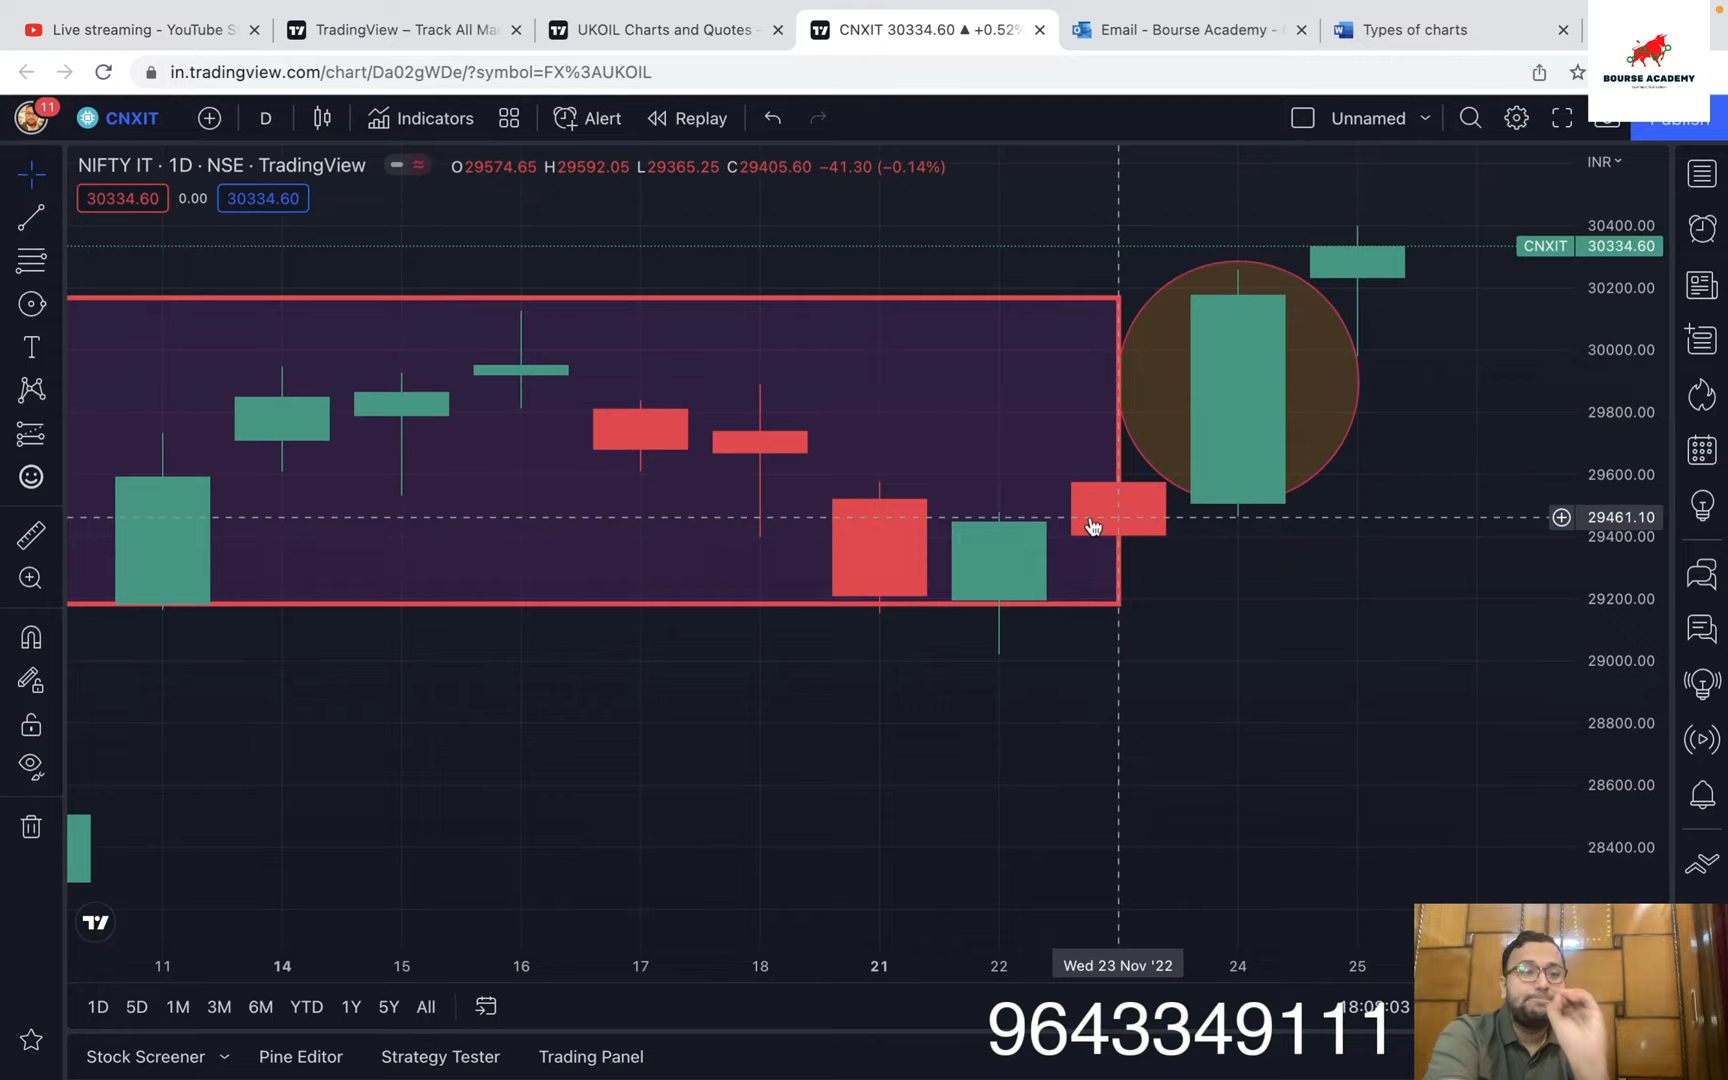 Live streaming - YouTube S
TradingView – Track All Ma
UKOIL Charts and Quotes -
CNXIT 30334.60 ▲ +0.52%
Email - Bourse Academy -
Types of charts
BOURSE ACADEMY
in.tradingview.com/chart/Da02gWDe/?symbol=FX%3AUKOIL
11
CNXIT
D
Indicators
Alert
Replay
Unnamed
Publish
NIFTY IT · 1D · NSE · TradingView
O29574.65 H29592.05 L29365.25 C29405.60 −41.30 (−0.14%)
INR
30334.60
0.00
30334.60
30400.00
CNXIT 30334.60
30200.00
30000.00
29800.00
29600.00
29461.10
29400.00
29200.00
29000.00
28800.00
28600.00
28400.00
11
14
15
16
17
18
21
22
Wed 23 Nov '22
24
25
1D
5D
1M
3M
6M
YTD
1Y
5Y
All
18:08:03
9643349111
Stock Screener
Pine Editor
Strategy Tester
Trading Panel